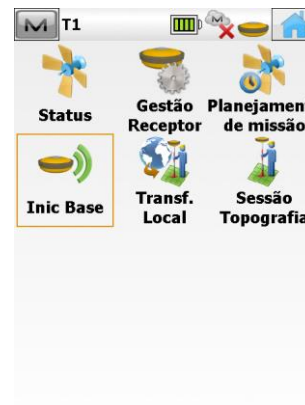 M T1
Status
Gestão
Receptor
Planejamen
de missão
Inic Base
Transf.
Local
Sessão
Topografia